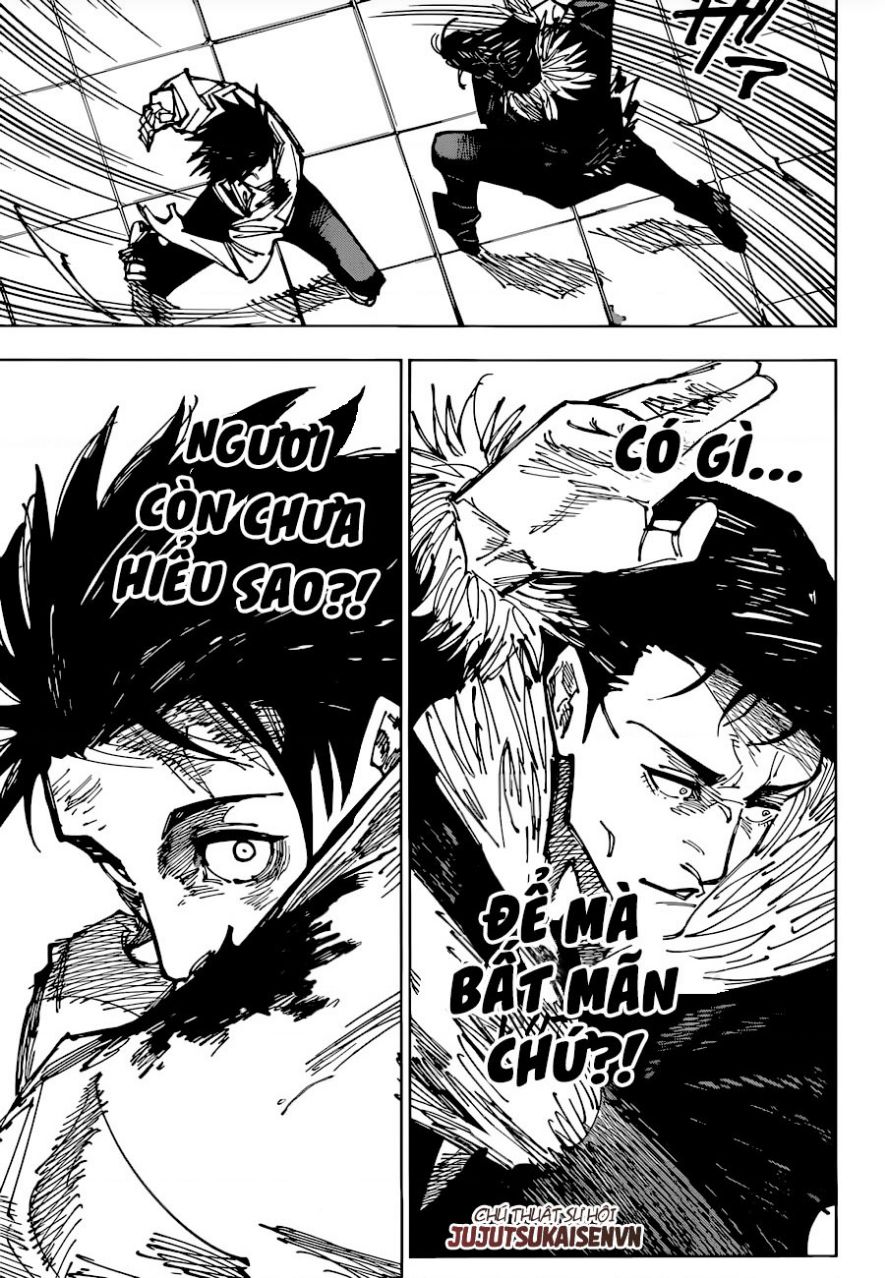 CÓ GÌ...
ĐỂ MÀ
BẤT MÃN
CHỨ?!
NGƯƠI
CÒN CHƯA
HIỂU SAO?!
CHÚ THUẬT SƯ HỘI
JUJUTSUKAISENVN